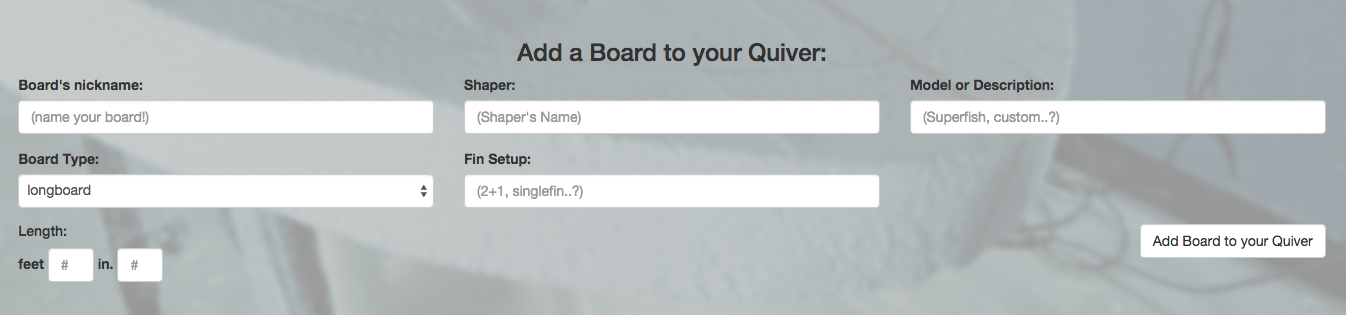 Add a Board to your Quiver:
Board's nickname: Shaper: Model or Description:
(name your board!) (Shaper's Name) (Superfish, custom..?)
Board Type: Fin Setup:
longboard (2+1, singlefin..?)
Length:
feet # in. #
Add Board to your Quiver